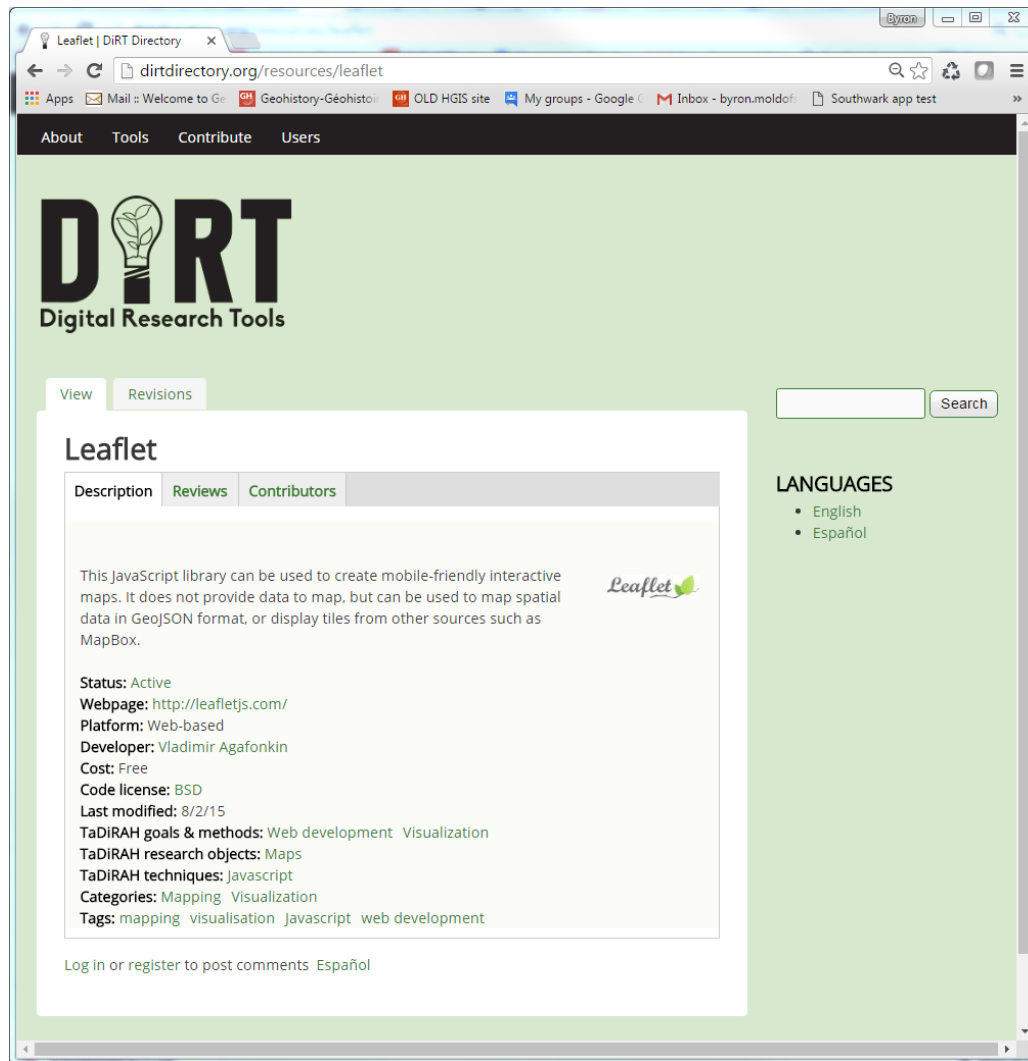 Byron
Leaflet | DiRT Directory
dirtdirectory.org/resources/leaflet
Apps Mail :: Welcome to Ge Geohistory-Géohistoi OLD HGIS site My groups - Google Inbox - byron.moldof Southwark app test »
About Tools Contribute Users
DiRT
Digital Research Tools
View Revisions
Search
Leaflet
Description Reviews Contributors
LANGUAGES
• English
• Español
This JavaScript library can be used to create mobile-friendly interactive
maps. It does not provide data to map, but can be used to map spatial
data in GeoJSON format, or display tiles from other sources such as
MapBox.
Leaflet
Status: Active
Webpage: http://leafletjs.com/
Platform: Web-based
Developer: Vladimir Agafonkin
Cost: Free
Code license: BSD
Last modified: 8/2/15
TaDiRAH goals & methods: Web development Visualization
TaDiRAH research objects: Maps
TaDiRAH techniques: Javascript
Categories: Mapping Visualization
Tags: mapping visualisation Javascript web development
Log in or register to post comments Español